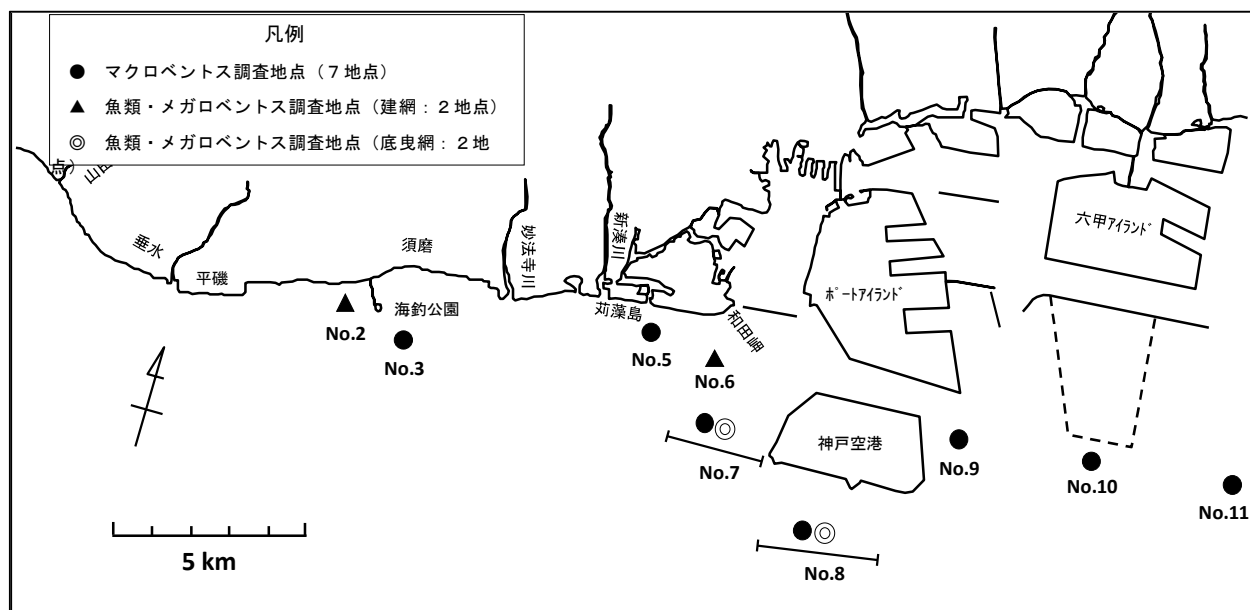 凡例
● マクロベントス調査地点（７地点）
▲ 魚類・メガロベントス調査地点（建網：２地点）
◎ 魚類・メガロベントス調査地点（底曳網：２地
点）
山田
垂水
平磯
須磨
海釣公園
妙法寺川
新湊川
苅藻島
和田岬
ﾎﾟｰﾄｱｲﾗﾝﾄﾞ
六甲ｱｲﾗﾝﾄﾞ
神戸空港
No.2
No.3
No.5
No.6
No.7
No.8
No.9
No.10
No.11
5 km